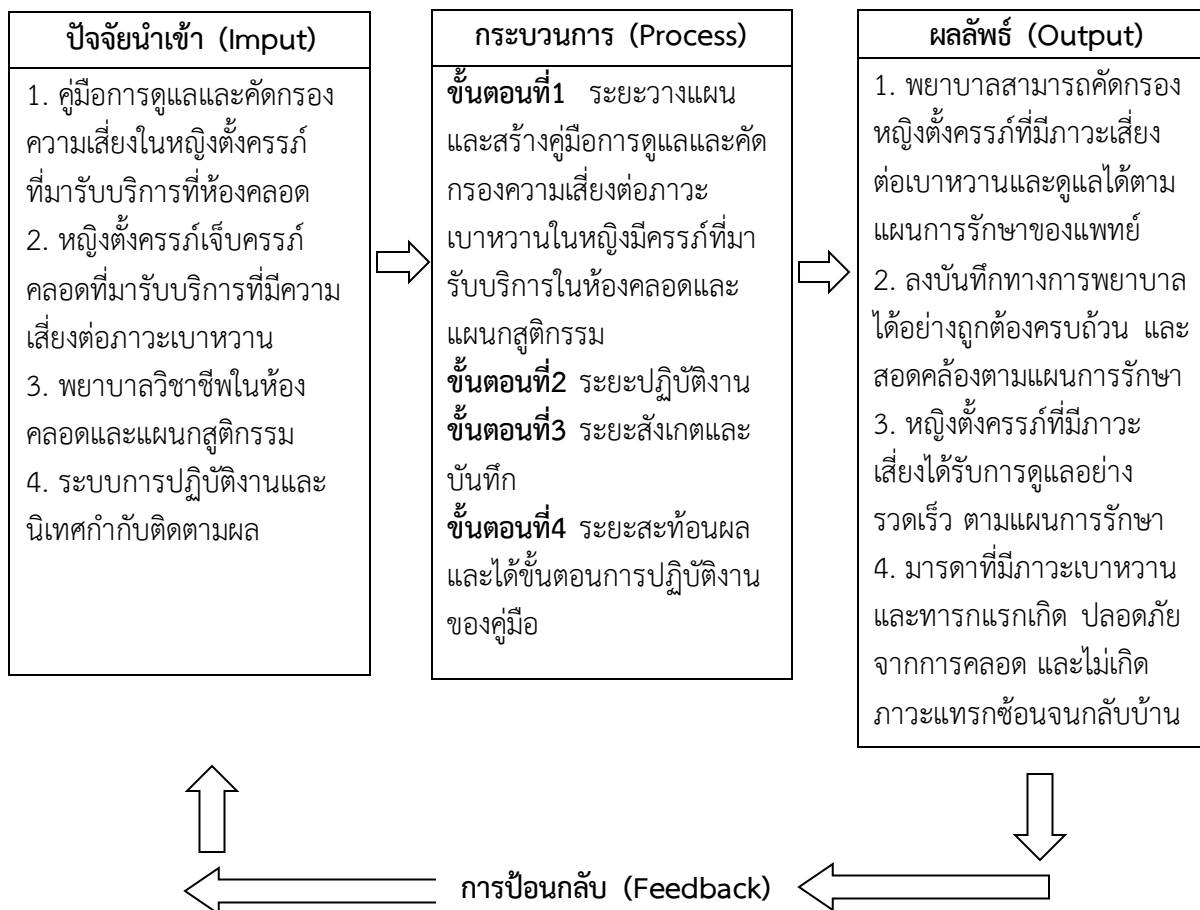 ปัจจัยนำเข้า (Imput)
1. คู่มือการดูแลและคัดกรอง
ความเสี่ยงในหญิงตั้งครรภ์
ที่มารับบริการที่ห้องคลอด
2. หญิงตั้งครรภ์เจ็บครรภ์
คลอดที่มารับบริการที่มีความ
เสี่ยงต่อภาวะเบาหวาน
3. พยาบาลวิชาชีพในห้อง
คลอดและแผนกสูติกรรม
4. ระบบการปฏิบัติงานและ
นิเทศกำกับติดตามผล
กระบวนการ (Process)
ขั้นตอนที่1 ระยะวางแผน
และสร้างคู่มือการดูแลและคัด
กรองความเสี่ยงต่อภาวะ
เบาหวานในหญิงมีครรภ์ที่มา
รับบริการในห้องคลอดและ
แผนกสูติกรรม
ขั้นตอนที่2 ระยะปฏิบัติงาน
ขั้นตอนที่3 ระยะสังเกตและ
บันทึก
ขั้นตอนที่4 ระยะสะท้อนผล
และได้ขั้นตอนการปฏิบัติงาน
ของคู่มือ
ผลลัพธ์ (Output)
1. พยาบาลสามารถคัดกรอง
หญิงตั้งครรภ์ที่มีภาวะเสี่ยง
ต่อเบาหวานและดูแลได้ตาม
แผนการรักษาของแพทย์
2. ลงบันทึกทางการพยาบาล
ได้อย่างถูกต้องครบถ้วน และ
สอดคล้องตามแผนการรักษา
3. หญิงตั้งครรภ์ที่มีภาวะ
เสี่ยงได้รับการดูแลอย่าง
รวดเร็ว ตามแผนการรักษา
4. มารดาที่มีภาวะเบาหวาน
และทารกแรกเกิด ปลอดภัย
จากการคลอด และไม่เกิด
ภาวะแทรกซ้อนจนกลับบ้าน
การป้อนกลับ (Feedback)